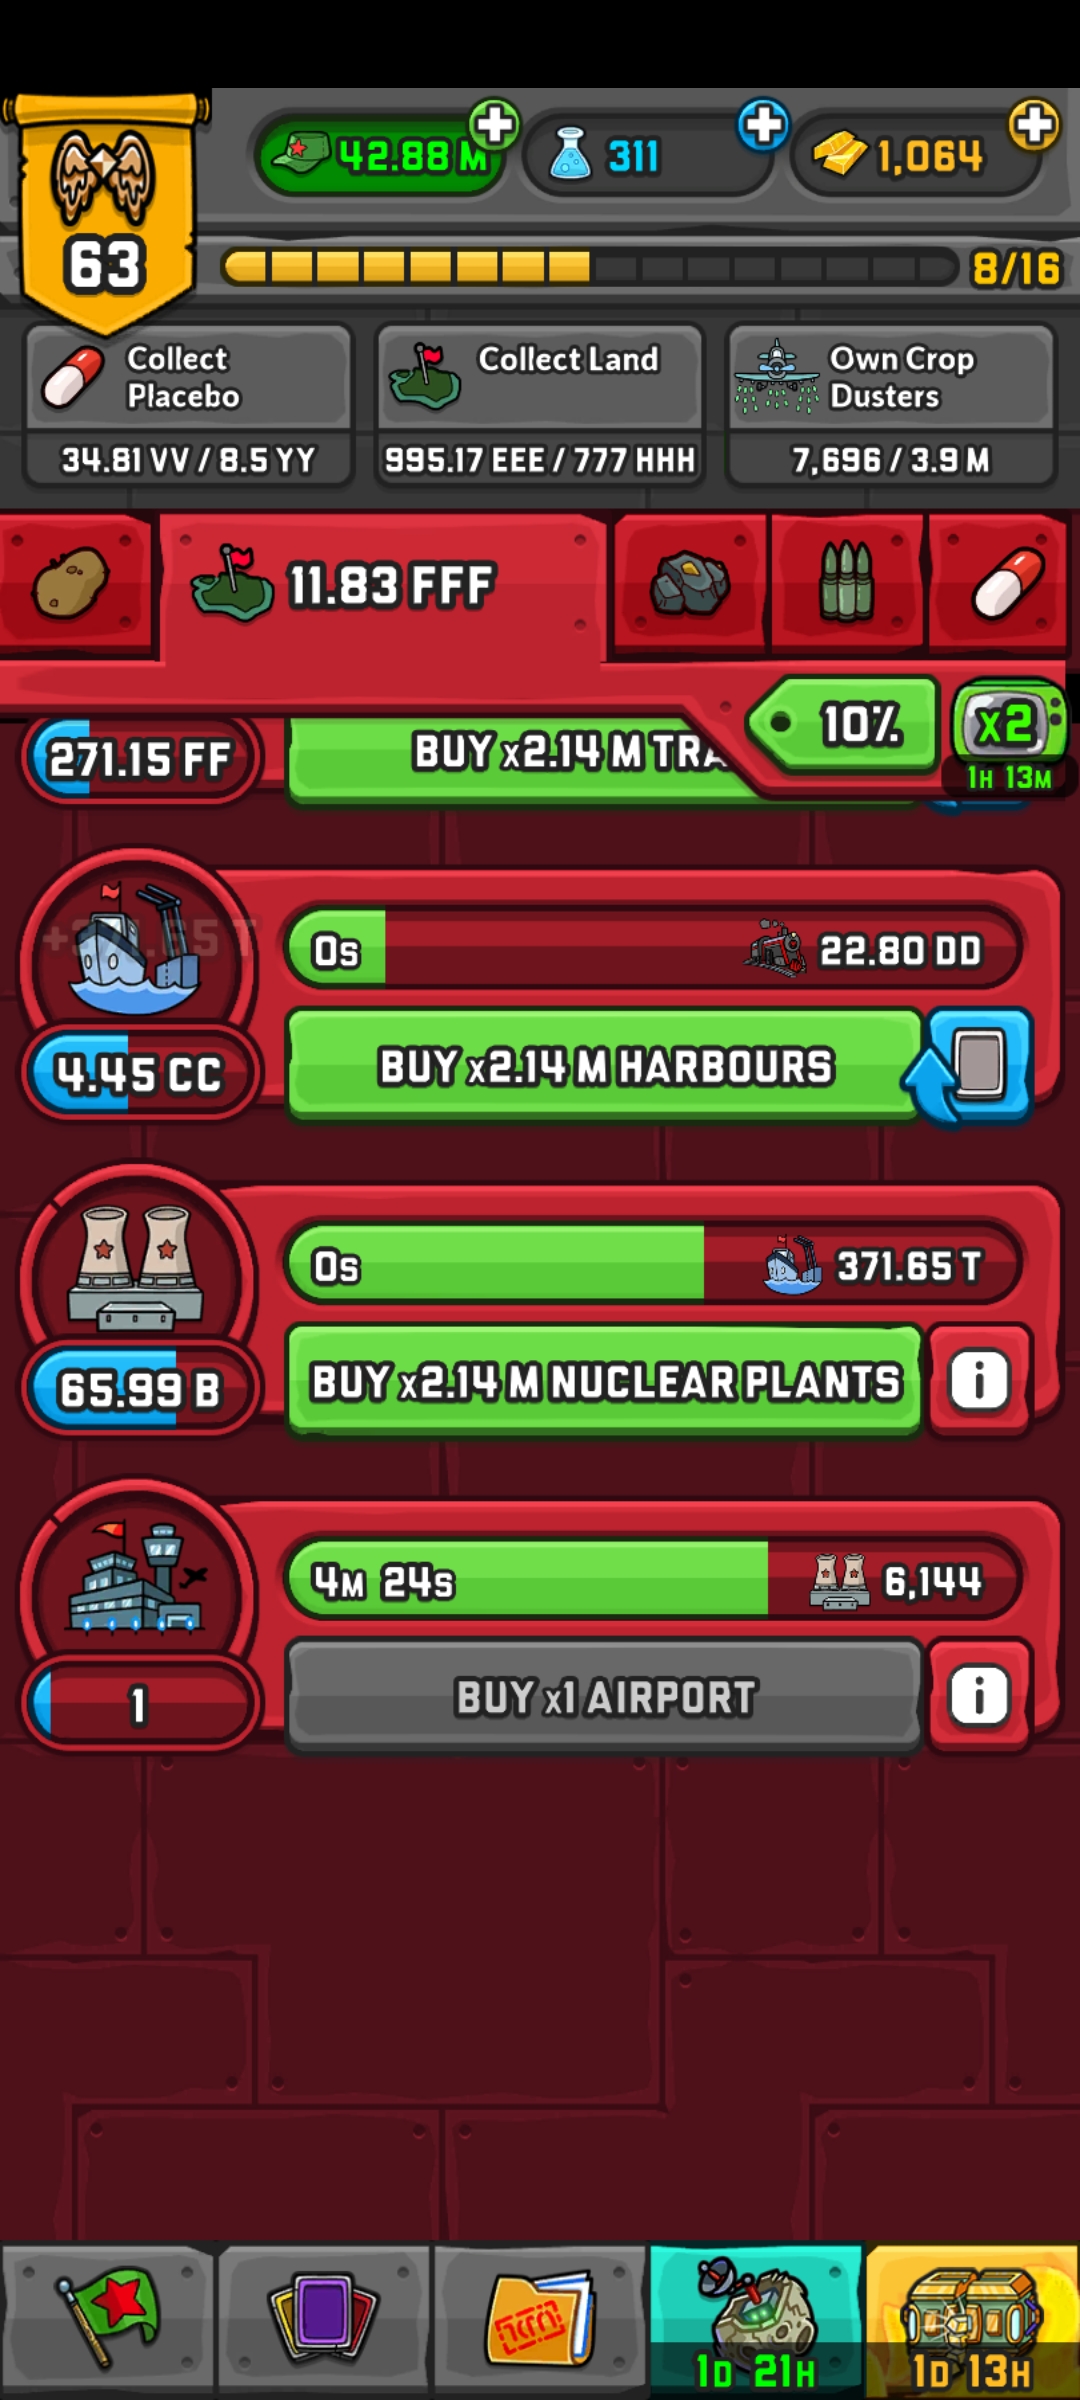 42.88 M
311
1,064
63
8/16
Collect
Placebo
34.81 VV / 8.5 YY
Collect Land
995.17 EEE / 777 HHH
Own Crop
Dusters
7,696 / 3.9 M
11.83 FFF
10%
x2
1H 13M
271.15 FF
BUY x2.14 M TRA
0s
22.80 DD
4.45 CC
BUY x2.14 M HARBOURS
0s
371.65 T
65.99 B
BUY x2.14 M NUCLEAR PLANTS
i
4M 24s
6,144
1
BUY x1 AIRPORT
i
1D 21H
1D 13H